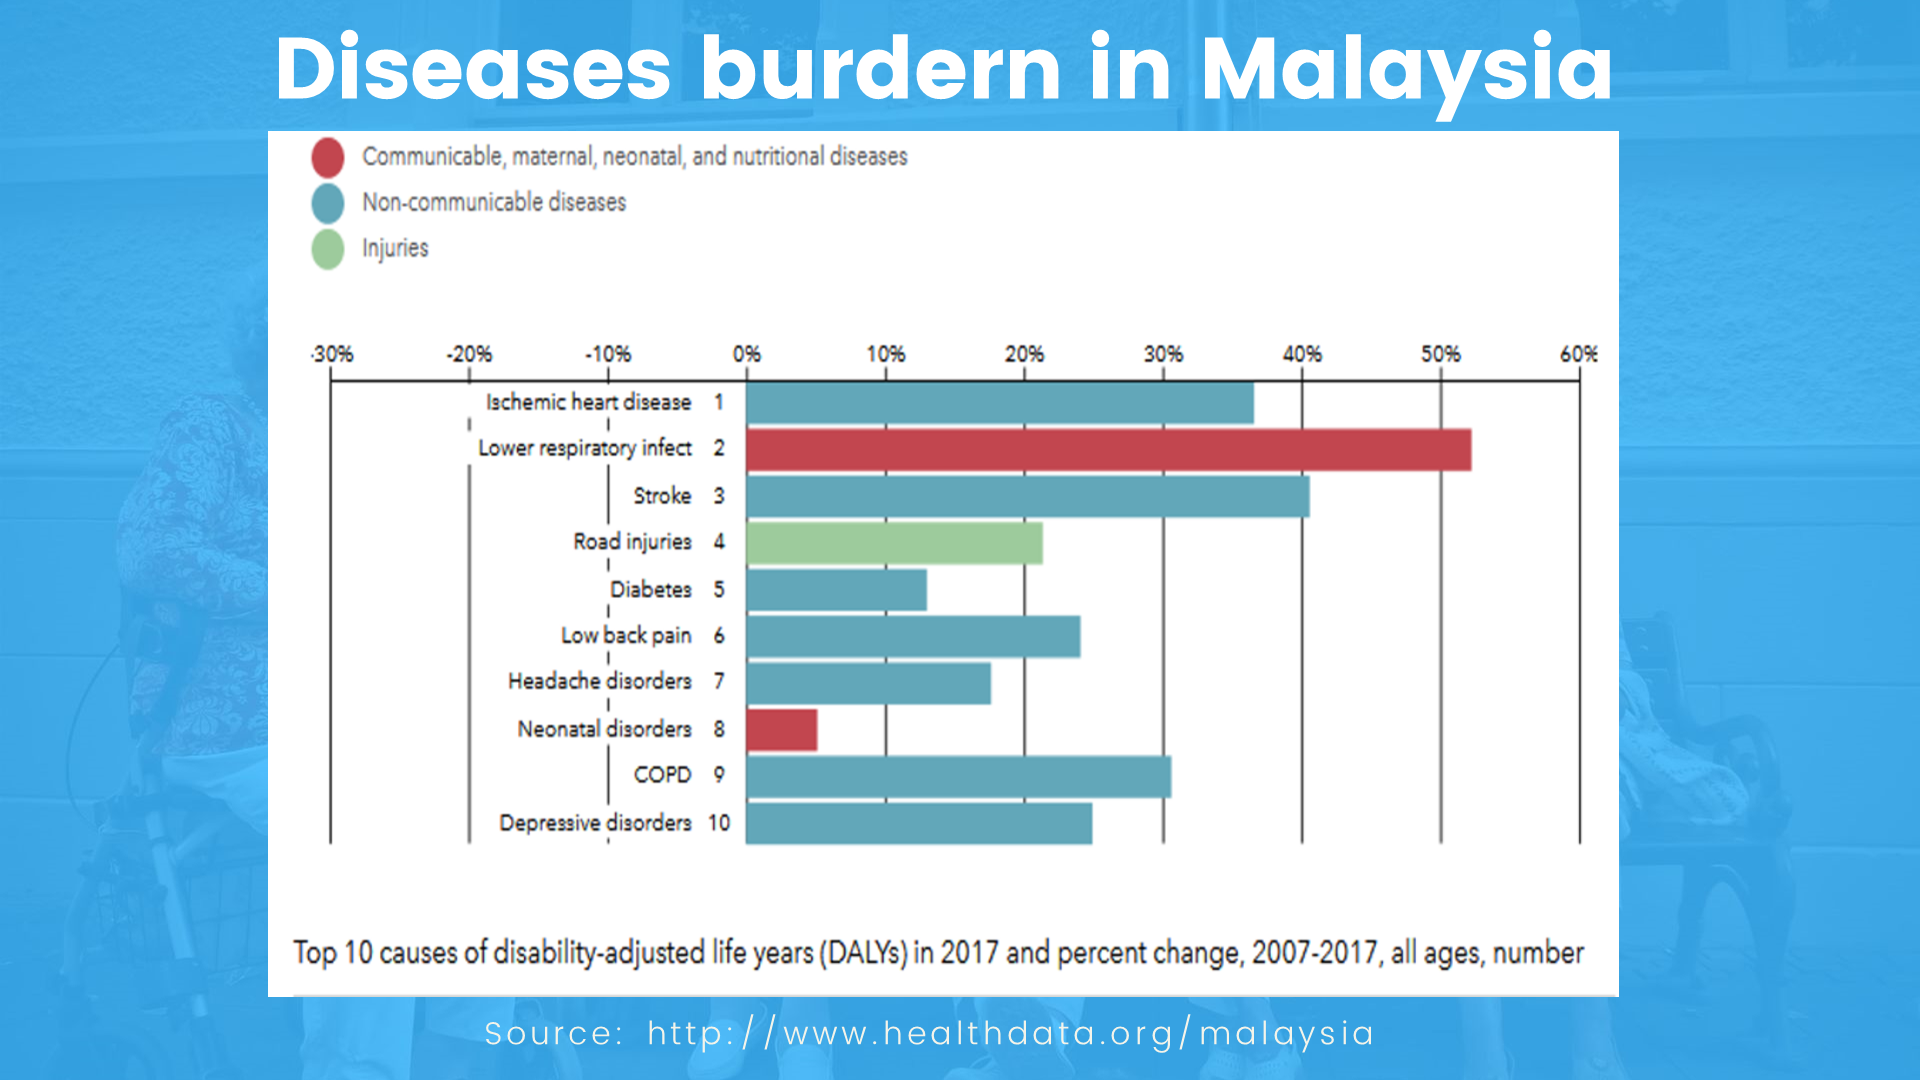 Diseases burdern in Malaysia
Communicable, maternal, neonatal, and nutritional diseases
Non-communicable diseases
Injuries
-30% -20% -10% 0% 10% 20% 30% 40% 50% 60%
Ischemic heart disease 1
Lower respiratory infect 2
Stroke 3
Road injuries 4
Diabetes 5
Low back pain 6
Headache disorders 7
Neonatal disorders 8
COPD 9
Depressive disorders 10
Top 10 causes of disability-adjusted life years (DALYs) in 2017 and percent change, 2007-2017, all ages, number
Source: http://www.healthdata.org/malaysia